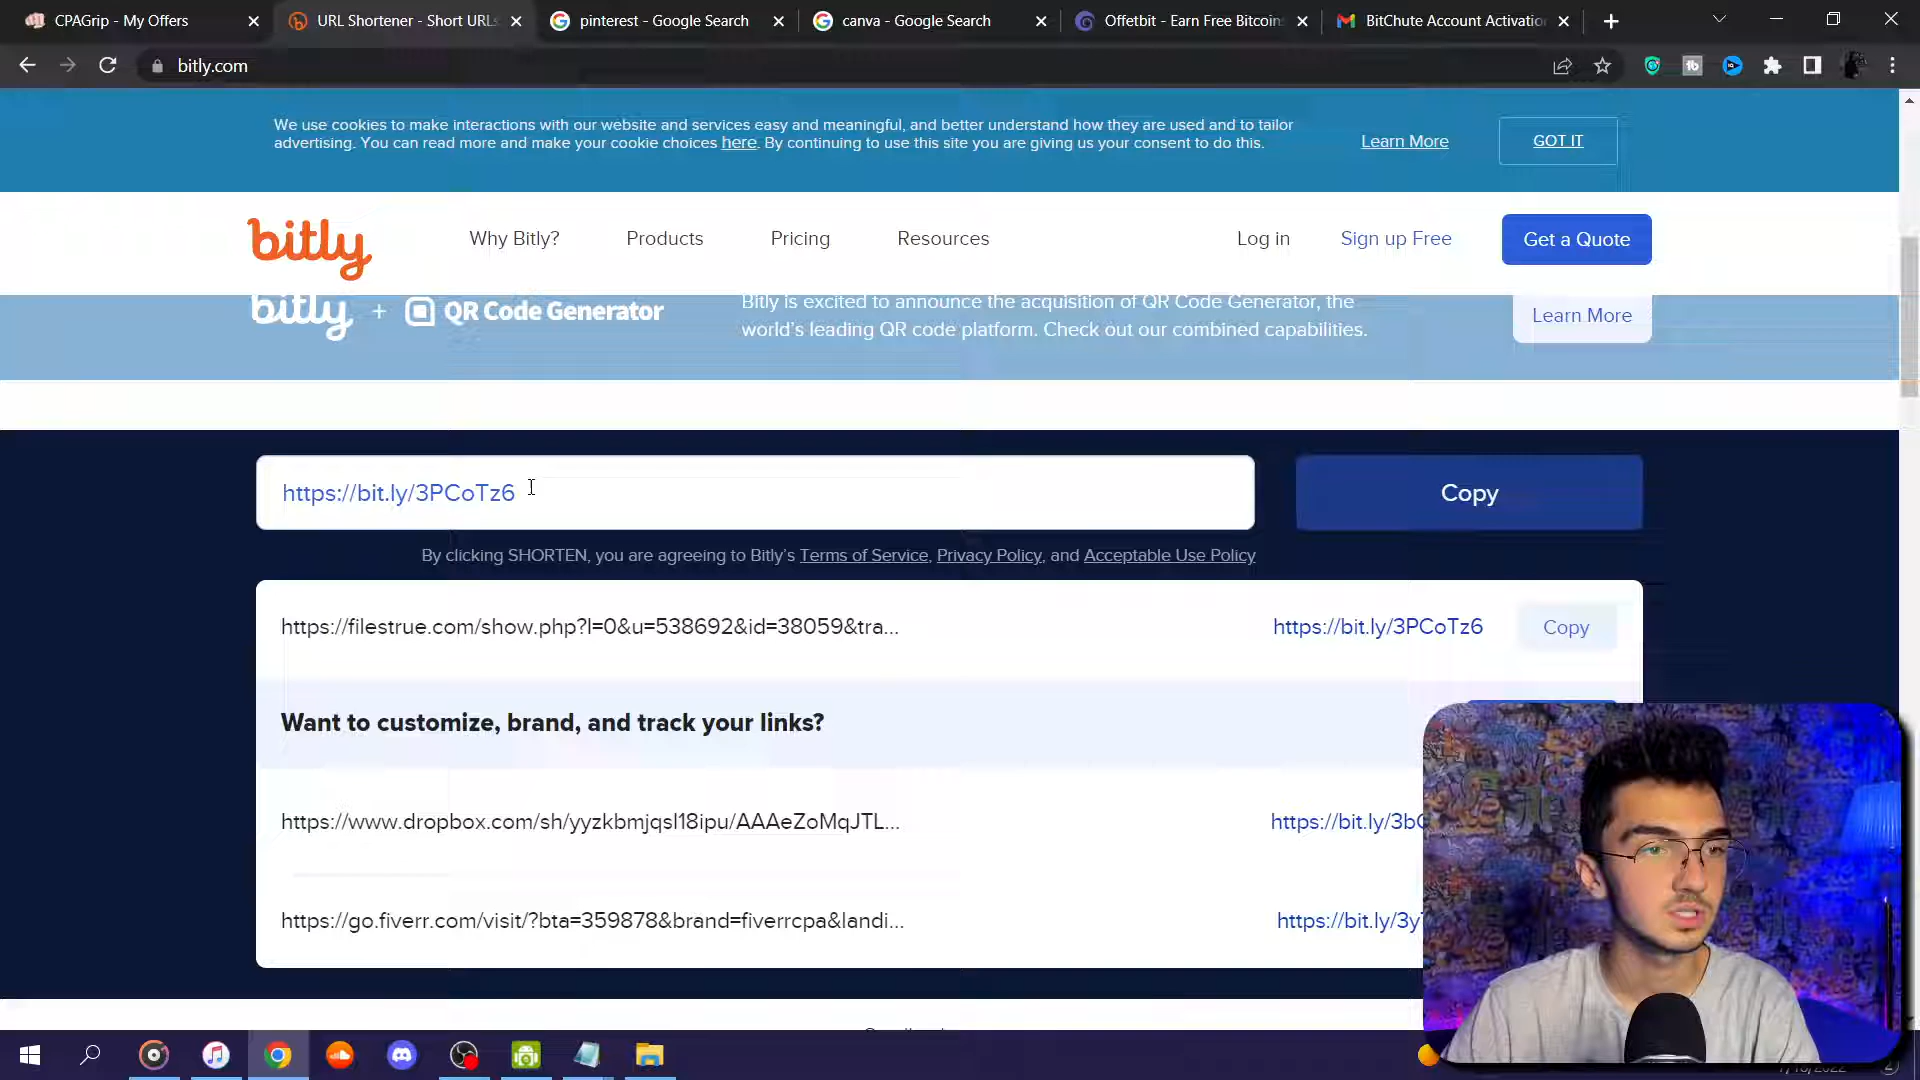 CPAGrip - My Offers
URL Shortener - Short URLs
pinterest - Google Search
canva - Google Search
Offetbit - Earn Free Bitcoin
BitChute Account Activatio
bitly.com
We use cookies to make interactions with our website and services easy and meaningful, and better understand how they are used and to tailor
advertising. You can read more and make your cookie choices here. By continuing to use this site you are giving us your consent to do this.
Learn More
GOT IT
bitly
Why Bitly?
Products
Pricing
Resources
Log in
Sign up Free
Get a Quote
bitly + QR Code Generator
Bitly is excited to announce the acquisition of QR Code Generator, the
world's leading QR code platform. Check out our combined capabilities.
Learn More
https://bit.ly/3PCoTz6
Copy
By clicking SHORTEN, you are agreeing to Bitly's Terms of Service, Privacy Policy, and Acceptable Use Policy
https://filestrue.com/show.php?l=0&u=538692&id=38059&tra...
https://bit.ly/3PCoTz6
Copy
Want to customize, brand, and track your links?
https://www.dropbox.com/sh/yyzkbmjqsl18ipu/AAAeZoMqJTL...
https://bit.ly/3b
https://go.fiverr.com/visit/?bta=359878&brand=fiverrcpa&landi...
https://bit.ly/3y